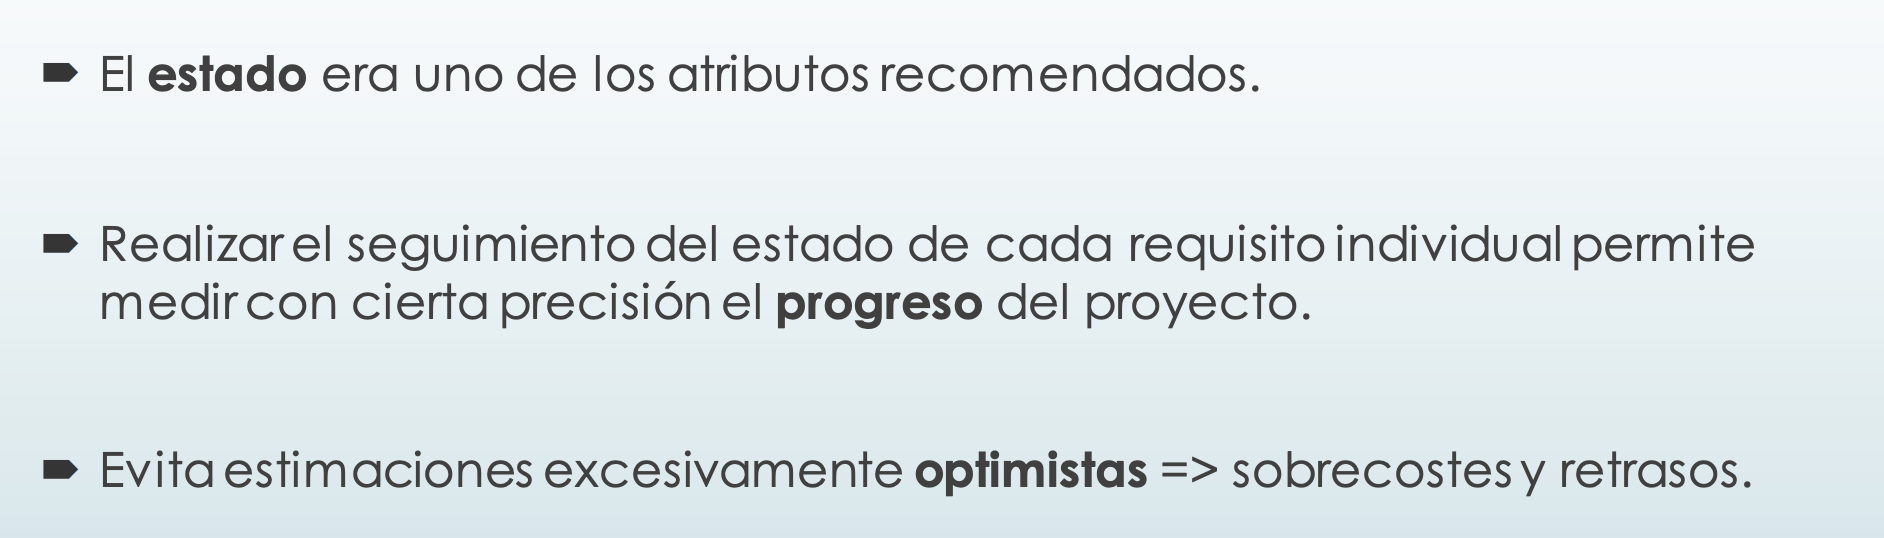 El estado era uno de los atributos recomendados.
Realizar el seguimiento del estado de cada requisito individual permite
medir con cierta precisión el progreso del proyecto.
Evita estimaciones excesivamente optimistas => sobrecostes y retrasos.